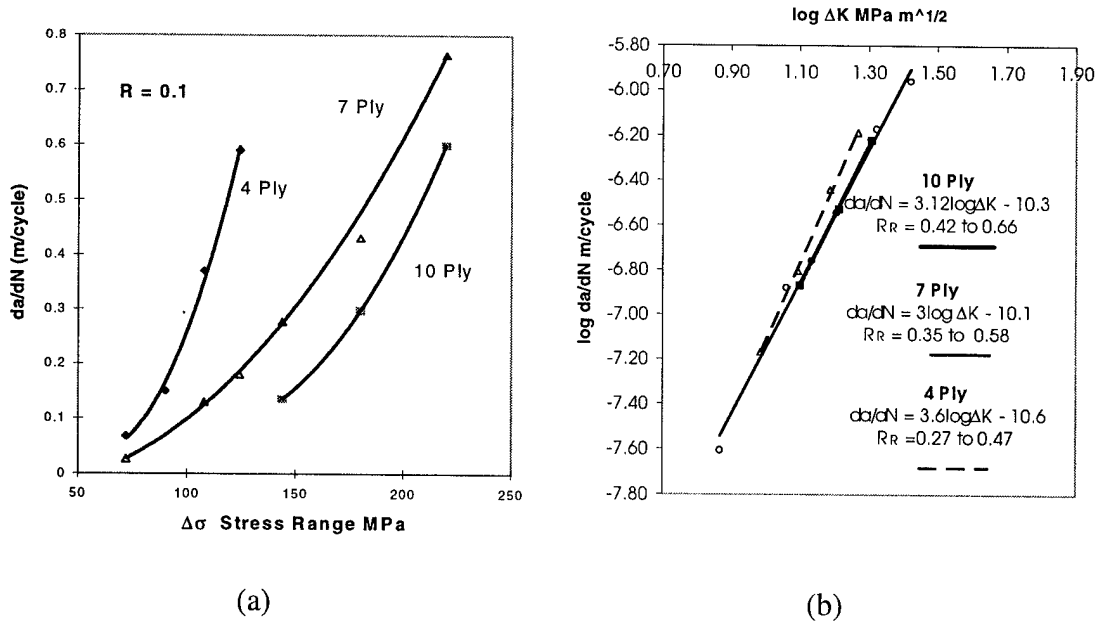 0.8
0.7
0.6
0.5
0.4
0.3
0.2
0.1
0
da/dN (m/cycle)
R = 0.1
4 Ply
7 Ply
10 Ply
50
100
150
200
250
Δσ Stress Range MPa
(a)
log ΔK MPa m^1/2
-5.80
0.70
0.90
1.10
1.30
1.50
1.70
1.90
-6.00
-6.20
-6.40
-6.60
-6.80
-7.00
-7.20
-7.40
-7.60
-7.80
log da/dN m/cycle
10 Ply
da/dN = 3.12logΔK - 10.3
RR = 0.42 to 0.66
7 Ply
da/dN = 3log ΔK - 10.1
RR = 0.35 to 0.58
4 Ply
da/dN = 3.6logΔK - 10.6
RR =0.27 to 0.47
(b)